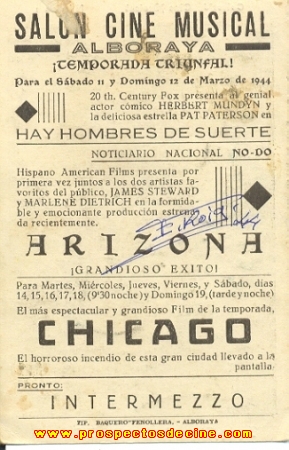 SALON CINE MUSICAL
ALBORAYA
¡TEMPORADA TRIUNFAL!
Para el Sábado 11 y Domingo 12 de Marzo de 1944
20 th. Century Fox presenta de genial
actor cómico HERBERT MUNDYN y
la deliciosa estrella PAT PATERSON en
HAY HOMBRES DE SUERTE
NOTICIARIO NACIONAL NO-DO
Hispano American Films presenta por
primera vez juntos a los dos artistas favo-
ritos del público, JAMES STEWARD
y MARLENE DIETRICH en la formida-
ble y emocionante producción estrena-
da recientemente.
ARIZONA
¡GRANDIOSO EXITO!
Para Martes, Miércoles, Jueves, Viernes, y Sábado, días
14, 15, 16, 17, 18, (9'30 noche) y Domingo 19, (tarde y noche)
El más espectacular y grandioso Film de la temporada,
CHICAGO
El horroroso incendio de esta gran ciudad llevado a la
pantalla
PRONTO:
INTERMEZZO
TIP. BAQUERO-FENOLLERA. - ALBORAYA
www.prospectosdecine.com